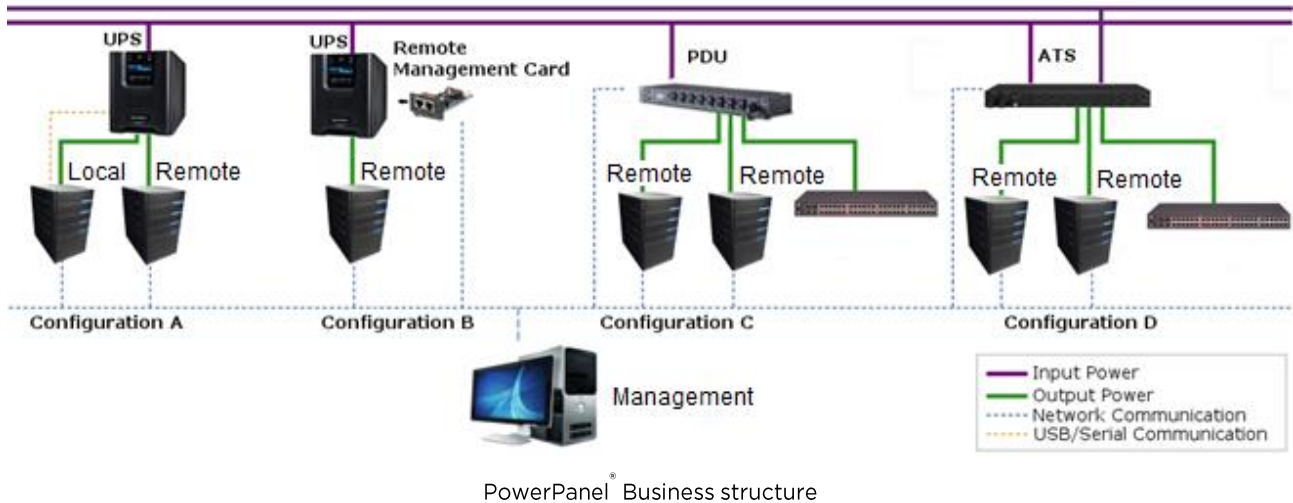 UPS
UPS
Remote
Management Card
PDU
ATS
Local
Remote
Remote
Remote
Remote
Remote
Remote
Configuration A
Configuration B
Configuration C
Configuration D
Management
Input Power
Output Power
Network Communication
USB/Serial Communication
PowerPanel® Business structure